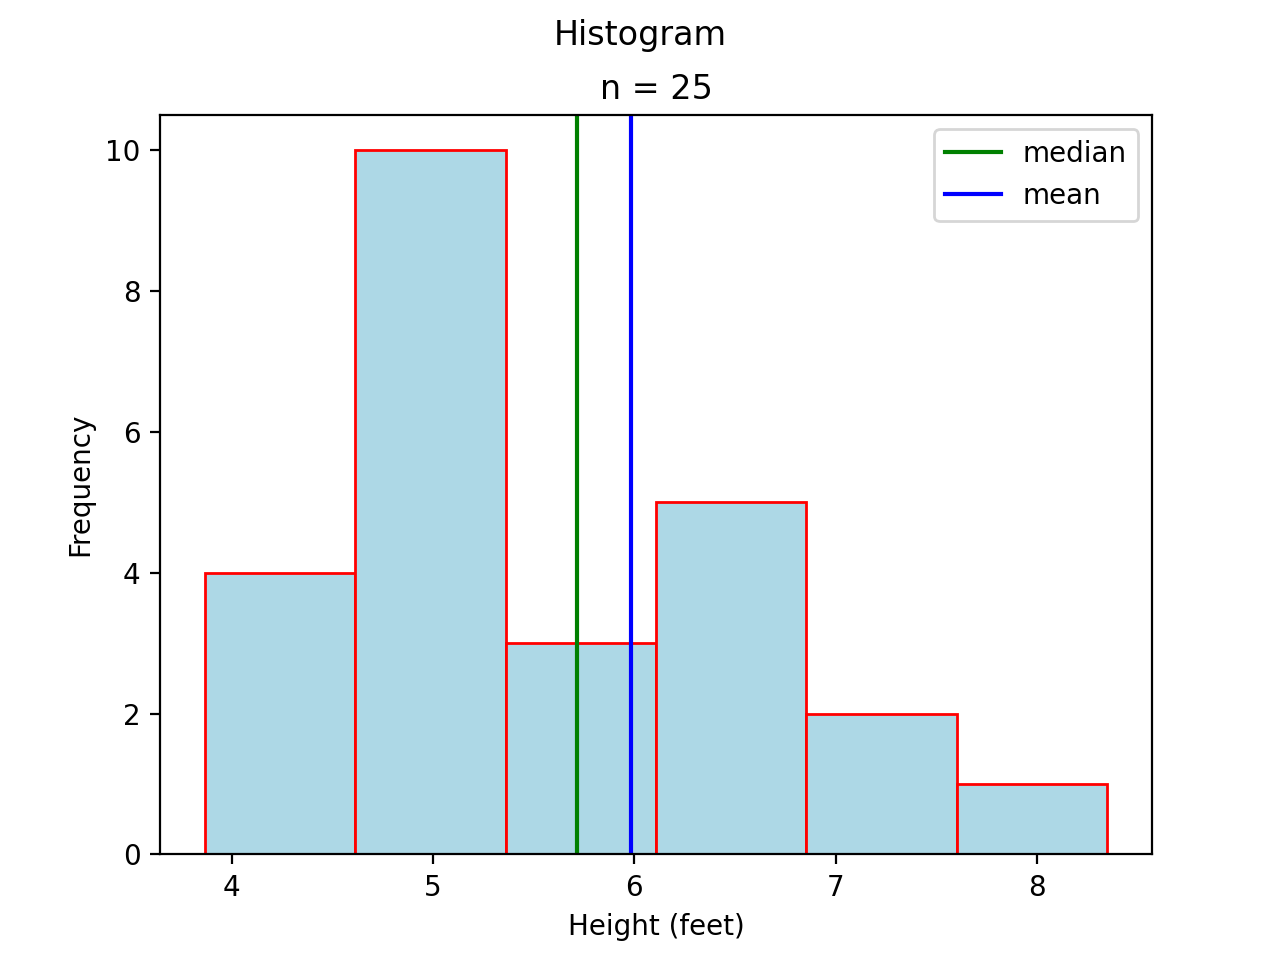 Histogram
n = 25
median
mean
10
8
6
4
2
0
Frequency
4 5 6 7 8
Height (feet)